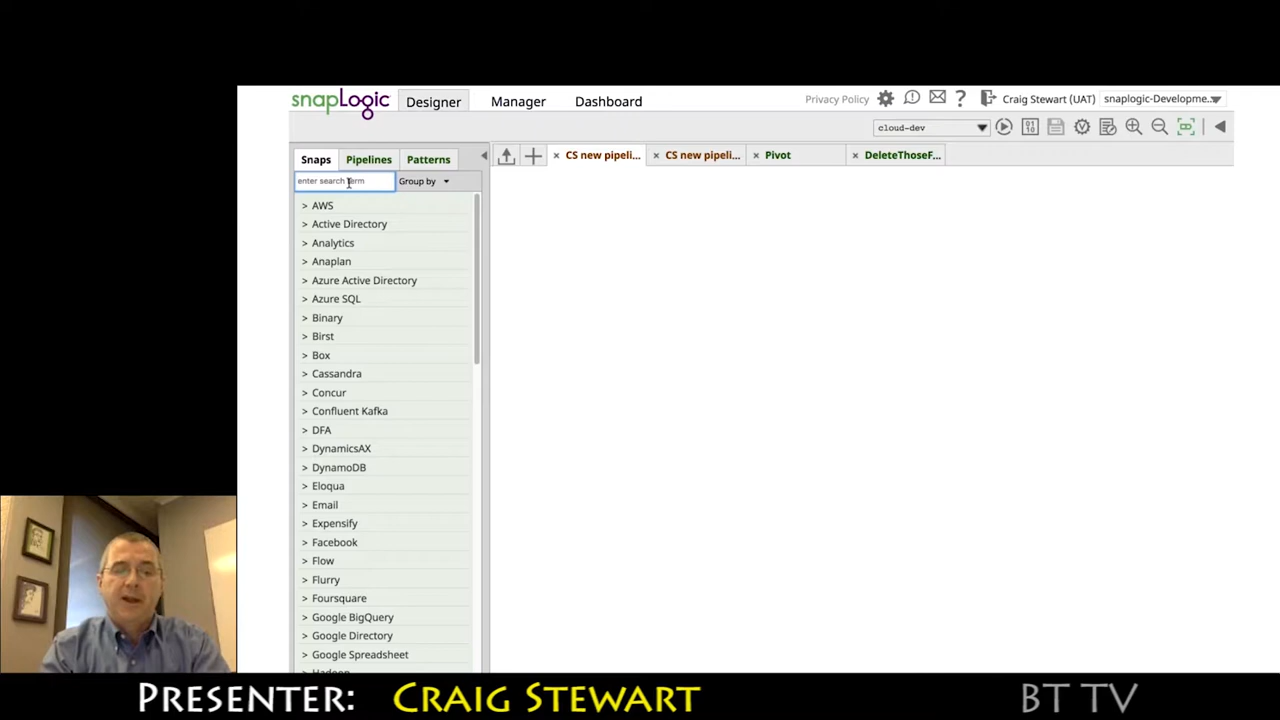 snapLogic Designer Manager Dashboard Privacy Policy ? Craig Stewart (UAT) snaplogic-Developme...
cloud-dev
Snaps Pipelines Patterns × CS new pipeli... × CS new pipeli... × Pivot × DeleteThoseF...
enter search term Group by
> AWS
> Active Directory
> Analytics
> Anaplan
> Azure Active Directory
> Azure SQL
> Binary
> Birst
> Box
> Cassandra
> Concur
> Confluent Kafka
> DFA
> DynamicsAX
> DynamoDB
> Eloqua
> Email
> Expensify
> Facebook
> Flow
> Flurry
> Foursquare
> Google BigQuery
> Google Directory
> Google Spreadsheet
> Hadoop
PRESENTER: CRAIG STEWART BT TV